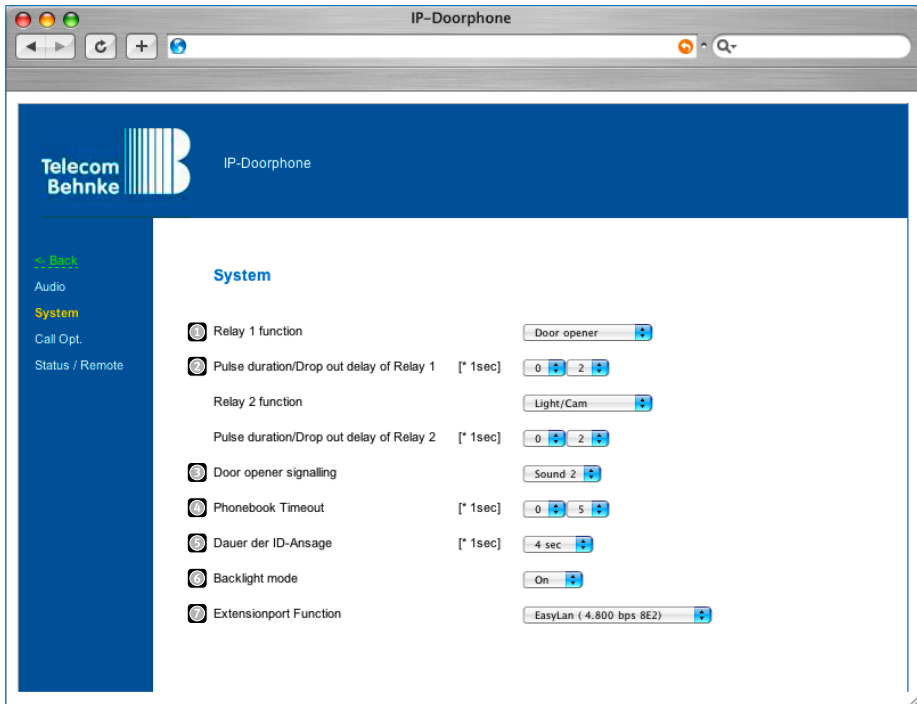 IP–Doorphone
Telecom
Behnke
IP-Doorphone
<- Back
Audio
System
Call Opt.
Status / Remote
System
1 Relay 1 function Door opener
2 Pulse duration/Drop out delay of Relay 1 [* 1sec] 0 2
Relay 2 function Light/Cam
Pulse duration/Drop out delay of Relay 2 [* 1sec] 0 2
3 Door opener signalling Sound 2
4 Phonebook Timeout [* 1sec] 0 5
5 Dauer der ID-Ansage [* 1sec] 4 sec
6 Backlight mode On
7 Extensionport Function EasyLan ( 4.800 bps 8E2)